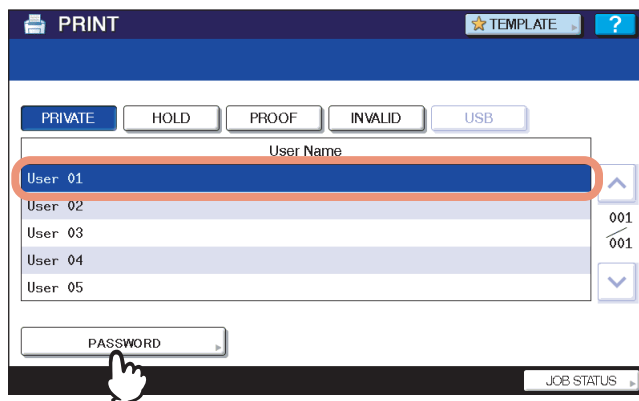 PRINT
TEMPLATE
?
PRIVATE HOLD PROOF INVALID USB
User Name
User 01
User 02
User 03
User 04
User 05
001
001
PASSWORD
JOB STATUS